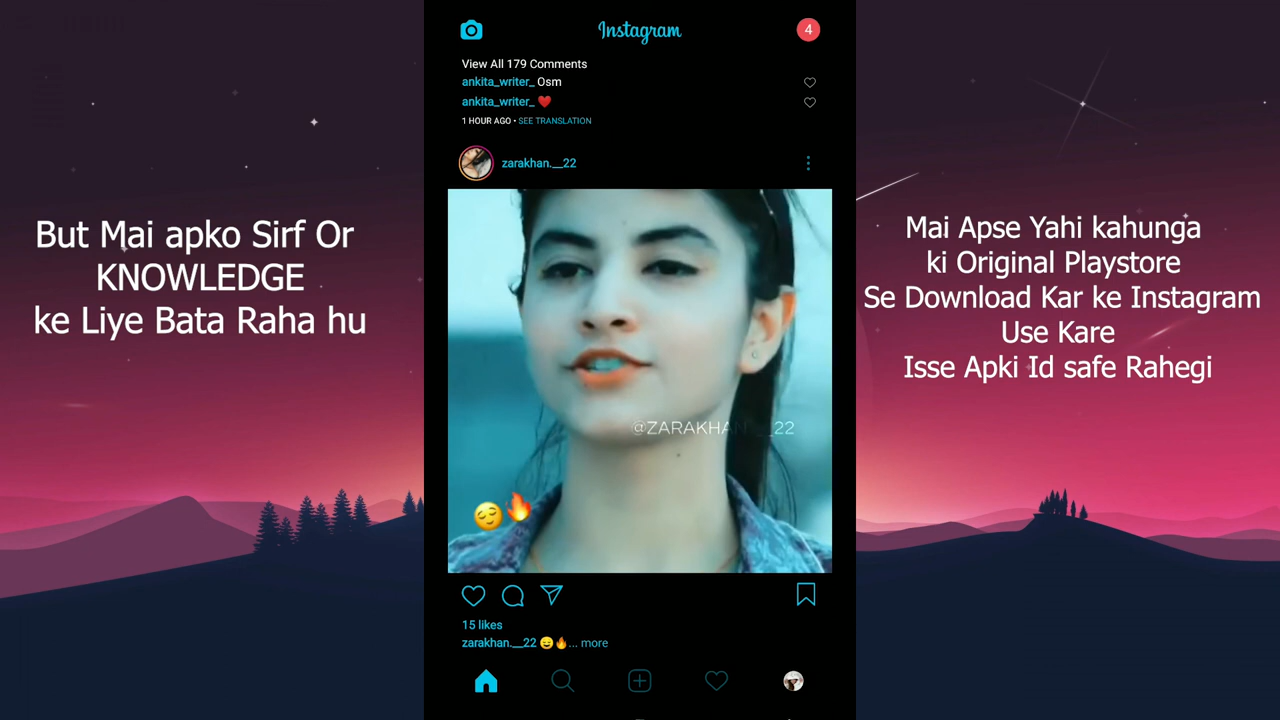 But Mai apko Sirf Or
KNOWLEDGE
ke Liye Bata Raha hu
Instagram
4
View All 179 Comments
ankita_writer_ Osm
ankita_writer_ ❤️
1 HOUR AGO • SEE TRANSLATION
zarakhan.__22
@ZARAKHAN__22
15 likes
zarakhan.__22 😌🔥... more
Mai Apse Yahi kahunga
ki Original Playstore
Se Download Kar ke Instagram
Use Kare
Isse Apki Id safe Rahegi